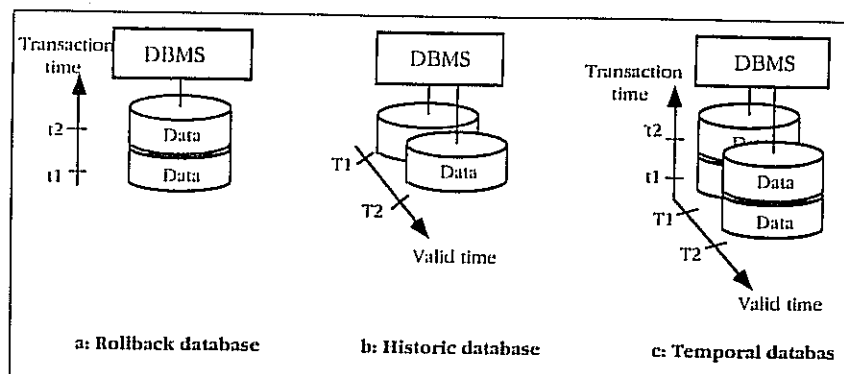 Transaction
time
DBMS
t2
t1
Data
Data
a: Rollback database
DBMS
Data
T1
T2
Valid time
b: Historic database
Transaction
time
DBMS
t2
t1
Data
Data
T1
T2
Valid time
c: Temporal databas